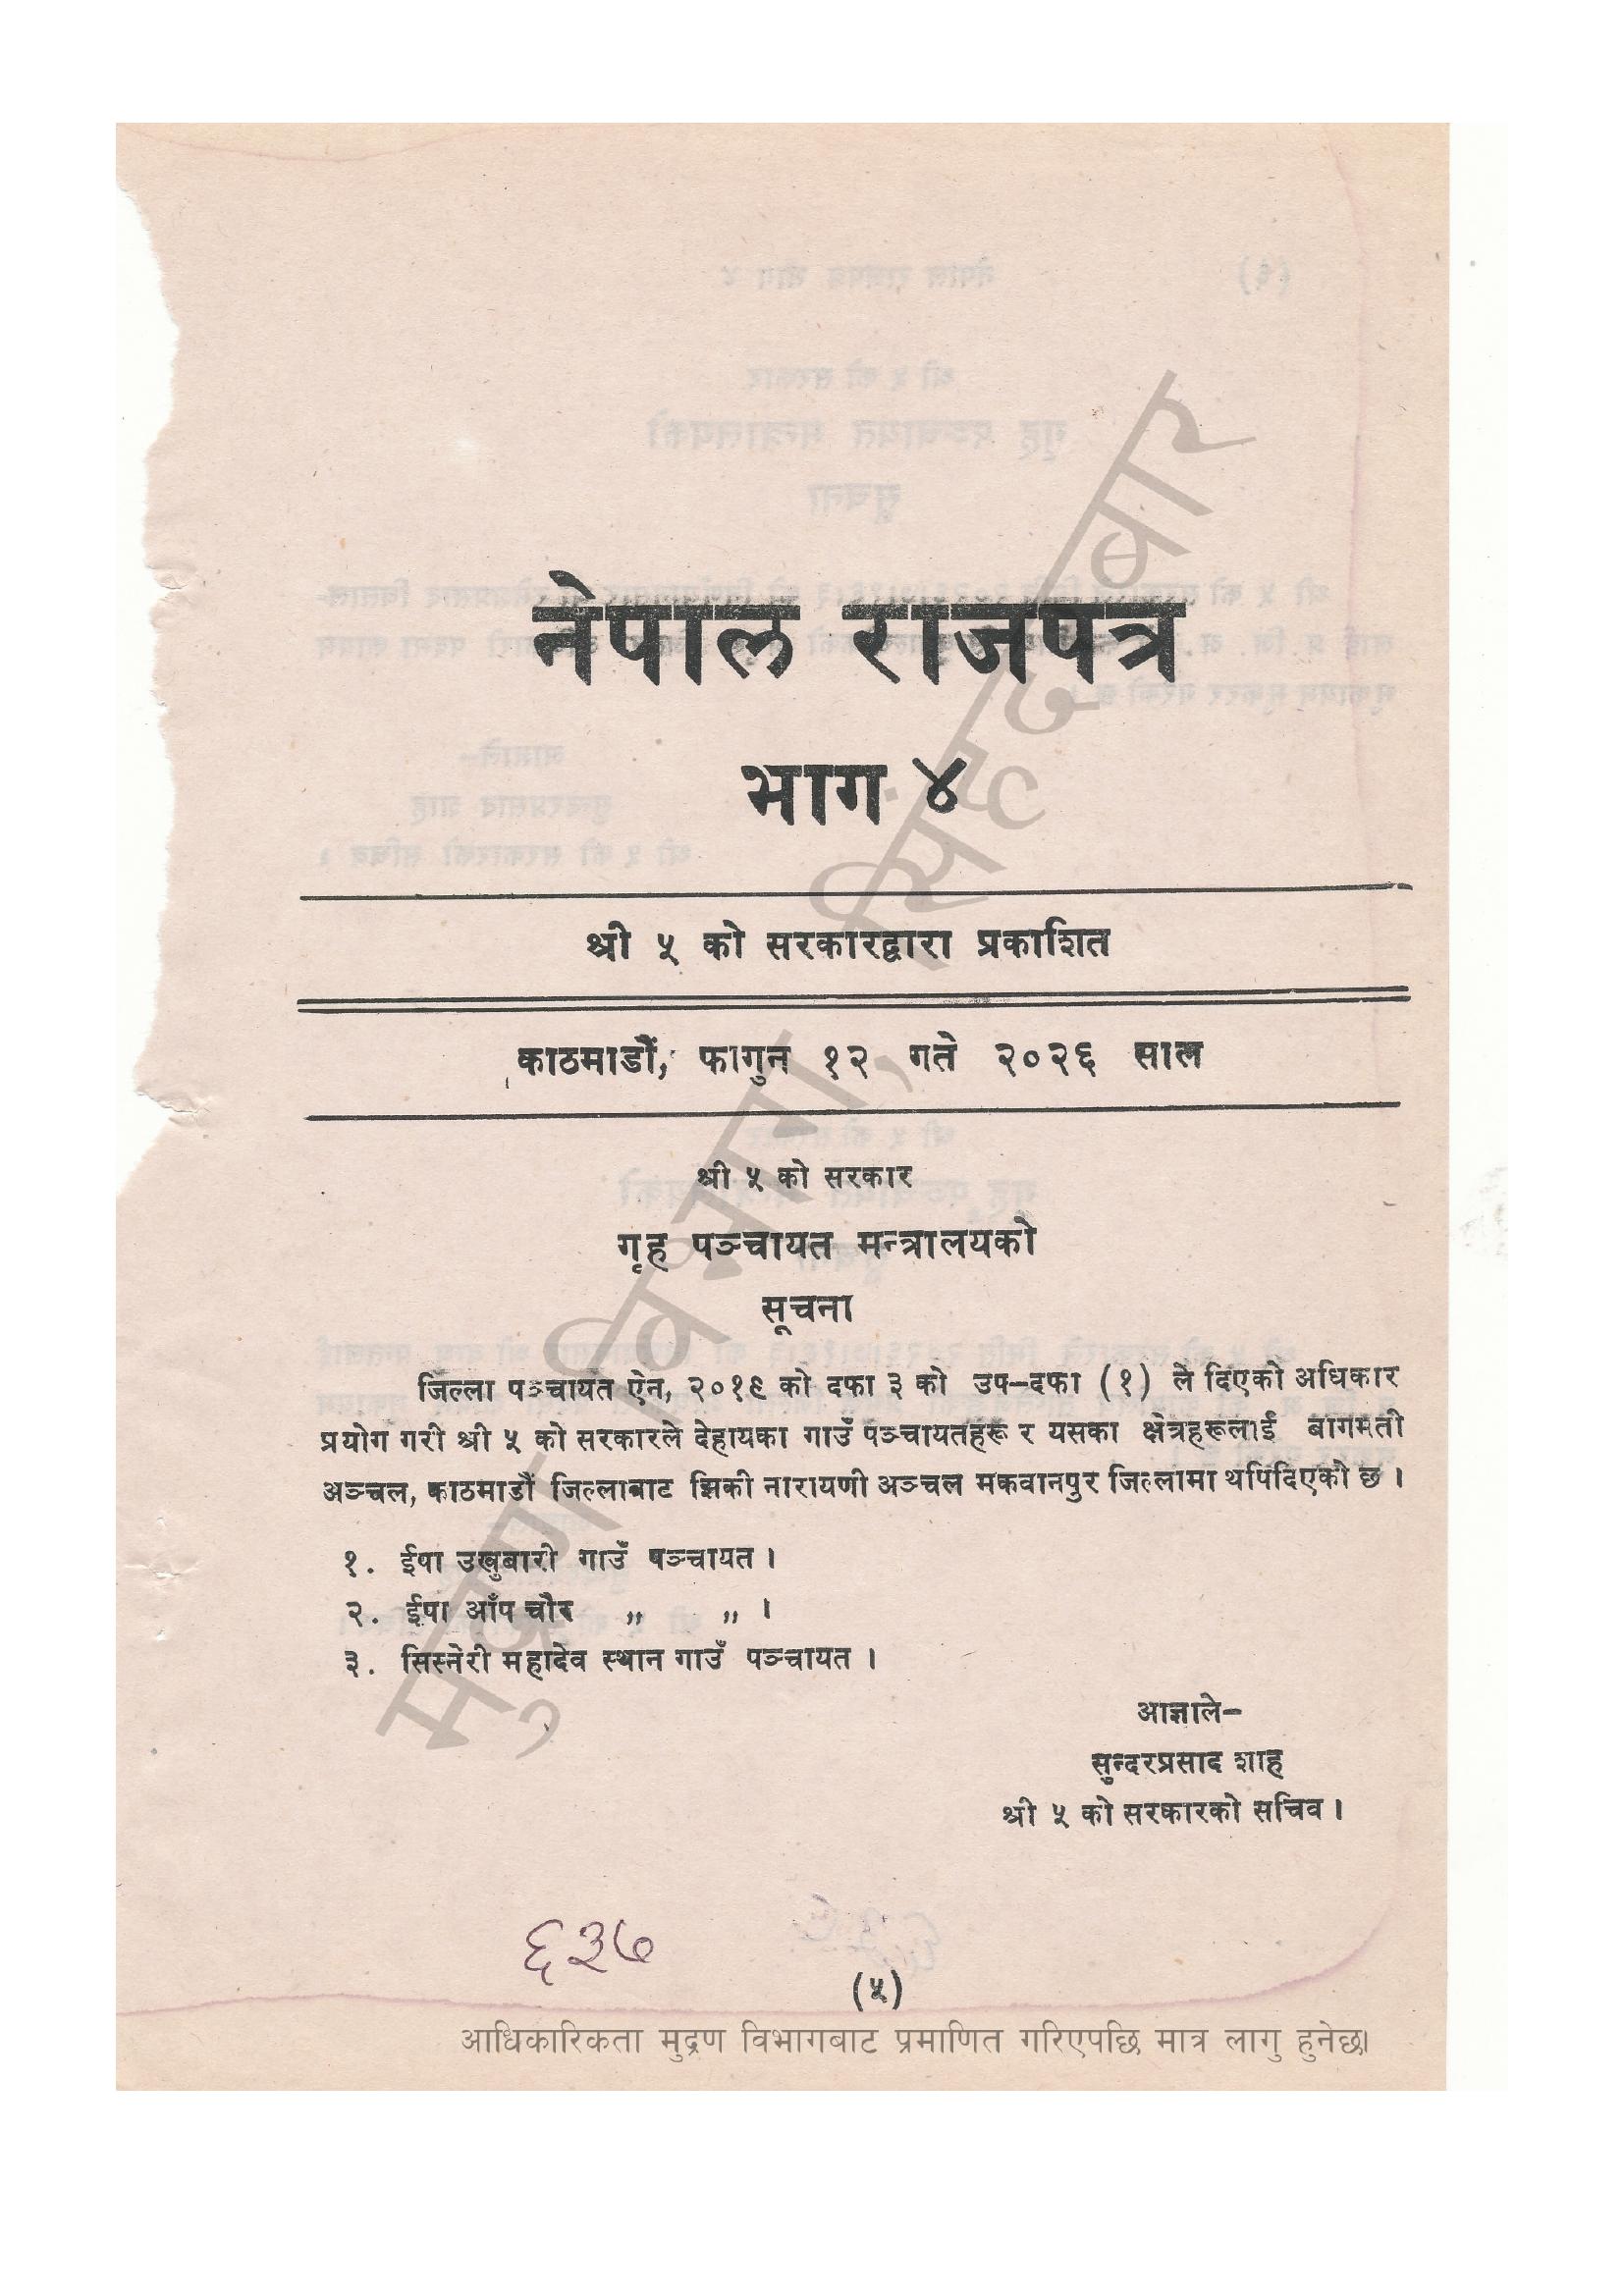 नेपाल राजपत्र
भाग ४
श्री ५ को सरकारद्वारा प्रकाशित
काठमाडौं, फागुन १२ गते २०२६ साल
श्री ५ को सरकार
गृह पञ्चायत मन्त्रालयको
सूचना
जिल्ला पञ्चायत ऐन, २०१९ को दफा ३ को उप-दफा (१) ले दिएको अधिकार
प्रयोग गरी श्री ५ को सरकारले देहायका गाउँ पञ्चायतहरू र यसका क्षेत्रहरूलाई बागमती
अञ्चल, काठमाडौं जिल्लाबाट झिकी नारायणी अञ्चल मकवानपुर जिल्लामा थपिदिएको छ ।
१. ईपा उखुबारी गाउँ पञ्चायत ।
२. ईपा आँप चौर ,, ,, ।
३. सिस्नेरी महादेव स्थान गाउँ पञ्चायत ।
आज्ञाले-
सुन्दरप्रसाद शाह
श्री ५ को सरकारको सचिव ।
६३७
(५)
आधिकारिकता मुद्रण विभागबाट प्रमाणित गरिएपछि मात्र लागु हुनेछ।
मुद्रण विभाग, सिंहदरवार